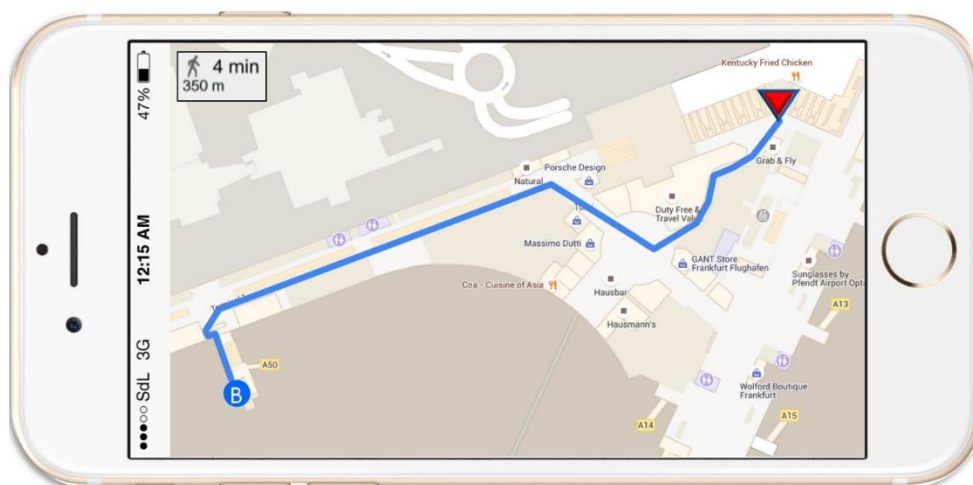 ●●●○○ SdL 3G
12:15 AM
47%
4 min
350 m
Kentucky Fried Chicken
Grab & Fly
Porsche Design
Natural
Duty Free &
Travel
Massimo Dutti
GANT Store
Frankfurt Flughafen
Coa - Cuisine of Asia
Hausbar
Hausmann's
Sunglasses by
Pfendt Airport
A13
A50
B
Wolford Boutique
Frankfurt
A14
A15